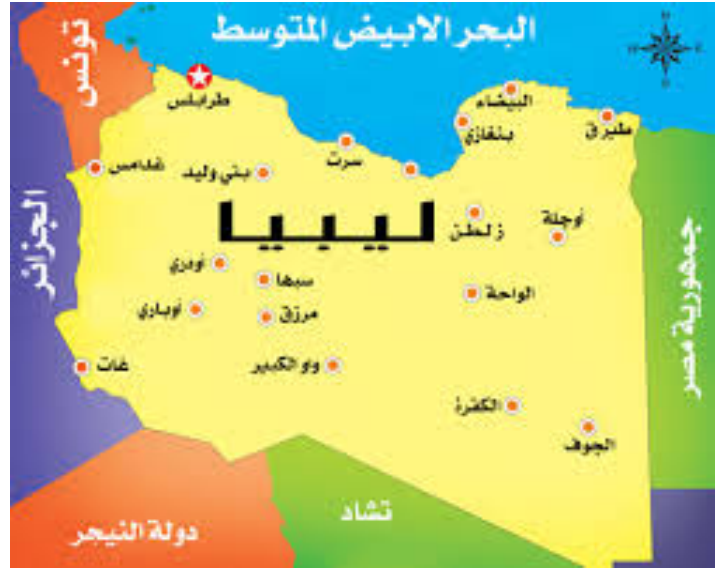 البحر الابيض المتوسط
تونس
طرابلس
البيضاء
بنغازي
طبرق
سرت
غدامس
بني وليد
ليبيا
الجزائر
جمهورية مصر
زلطن
أوجلة
أودري
سبها
الواحة
أوباري
مرزق
غات
واو الكبير
الكفرة
الجوف
تشاد
دولة النيجر